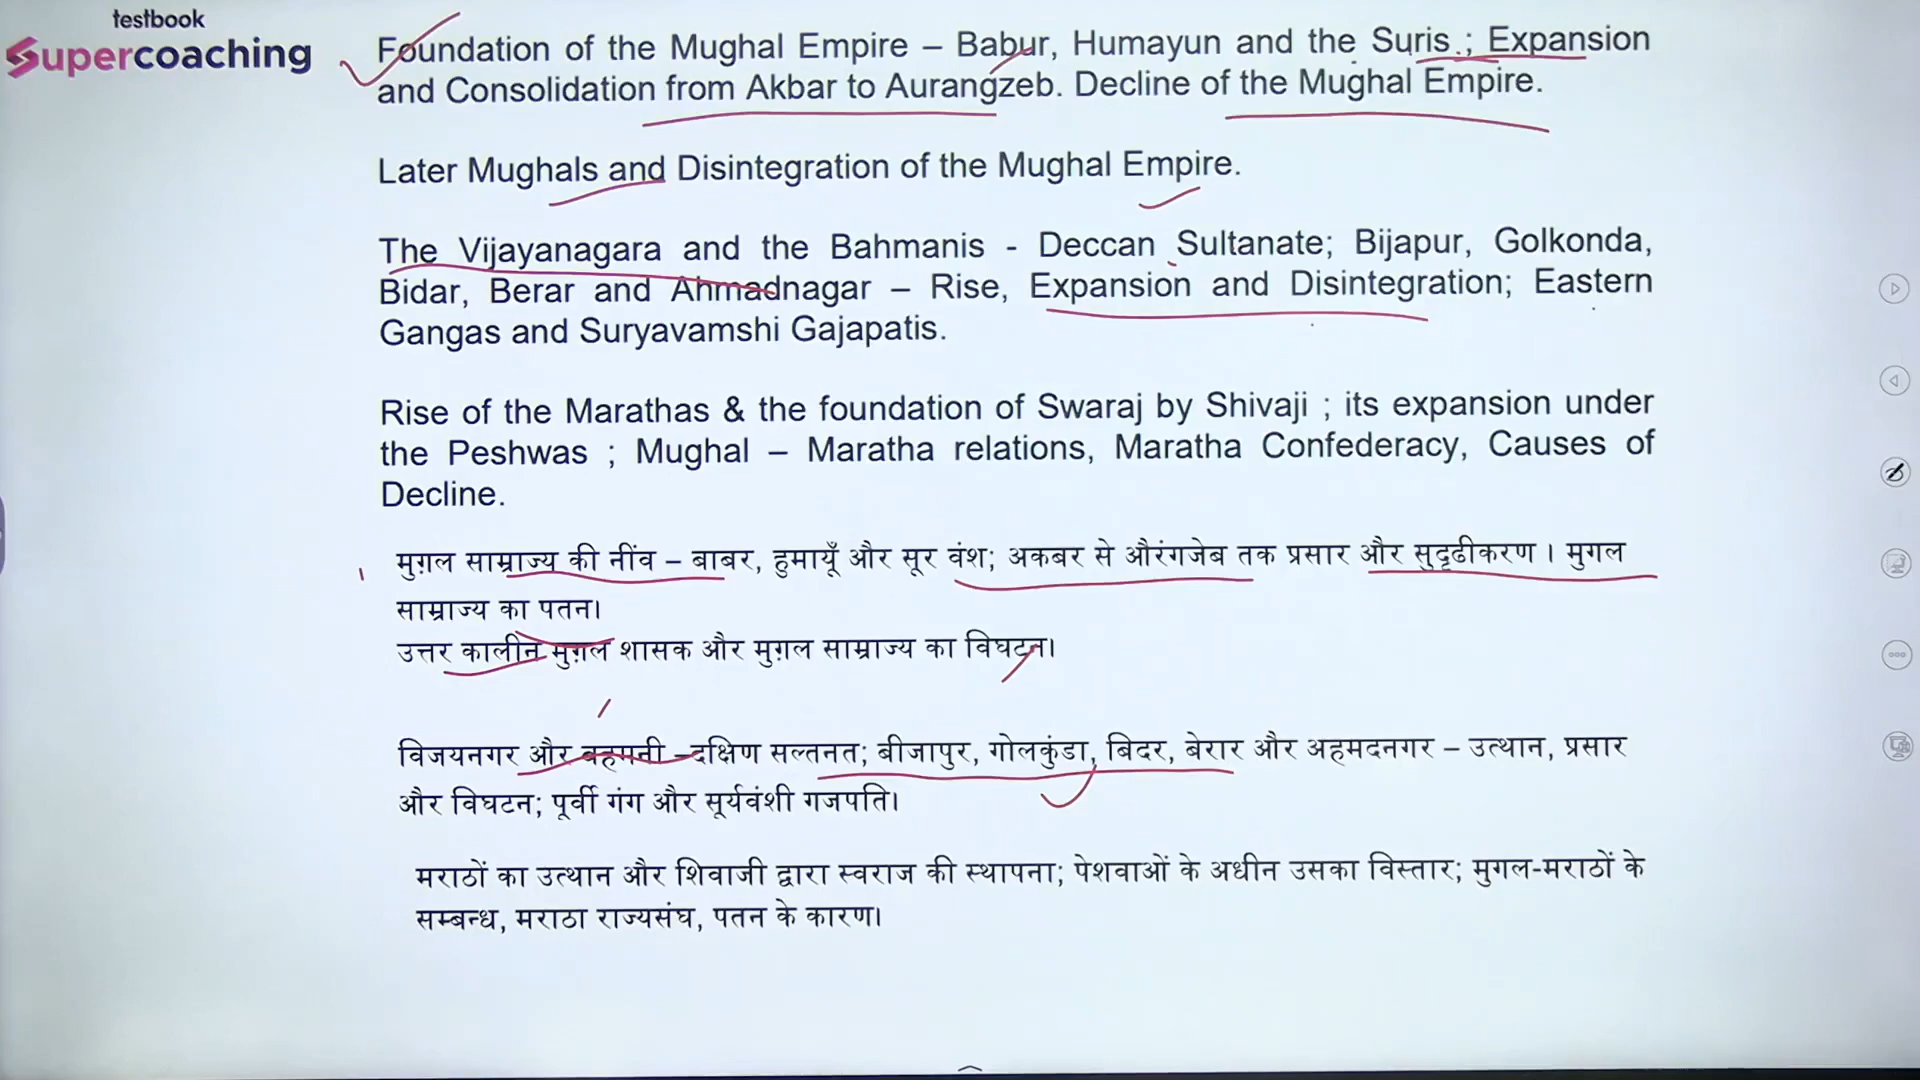 testbook
Supercoaching
Foundation of the Mughal Empire – Babur, Humayun and the Suris ; Expansion
and Consolidation from Akbar to Aurangzeb. Decline of the Mughal Empire.
Later Mughals and Disintegration of the Mughal Empire.
The Vijayanagara and the Bahmanis - Deccan Sultanate; Bijapur, Golkonda,
Bidar, Berar and Ahmadnagar – Rise, Expansion and Disintegration; Eastern
Gangas and Suryavamshi Gajapatis.
Rise of the Marathas & the foundation of Swaraj by Shivaji ; its expansion under
the Peshwas ; Mughal – Maratha relations, Maratha Confederacy, Causes of
Decline.
मुग़ल साम्राज्य की नींव – बाबर, हुमायूँ और सूर वंश; अकबर से औरंगजेब तक प्रसार और सुदृढीकरण । मुगल
साम्राज्य का पतन।
उत्तर कालीन मुग़ल शासक और मुग़ल साम्राज्य का विघटन।
विजयनगर और बहमनी –दक्षिण सल्तनत; बीजापुर, गोलकुंडा, बिदर, बेरार और अहमदनगर – उत्थान, प्रसार
और विघटन; पूर्वी गंग और सूर्यवंशी गजपति।
मराठों का उत्थान और शिवाजी द्वारा स्वराज की स्थापना; पेशवाओं के अधीन उसका विस्तार; मुगल-मराठों के
सम्बन्ध, मराठा राज्यसंघ, पतन के कारण।